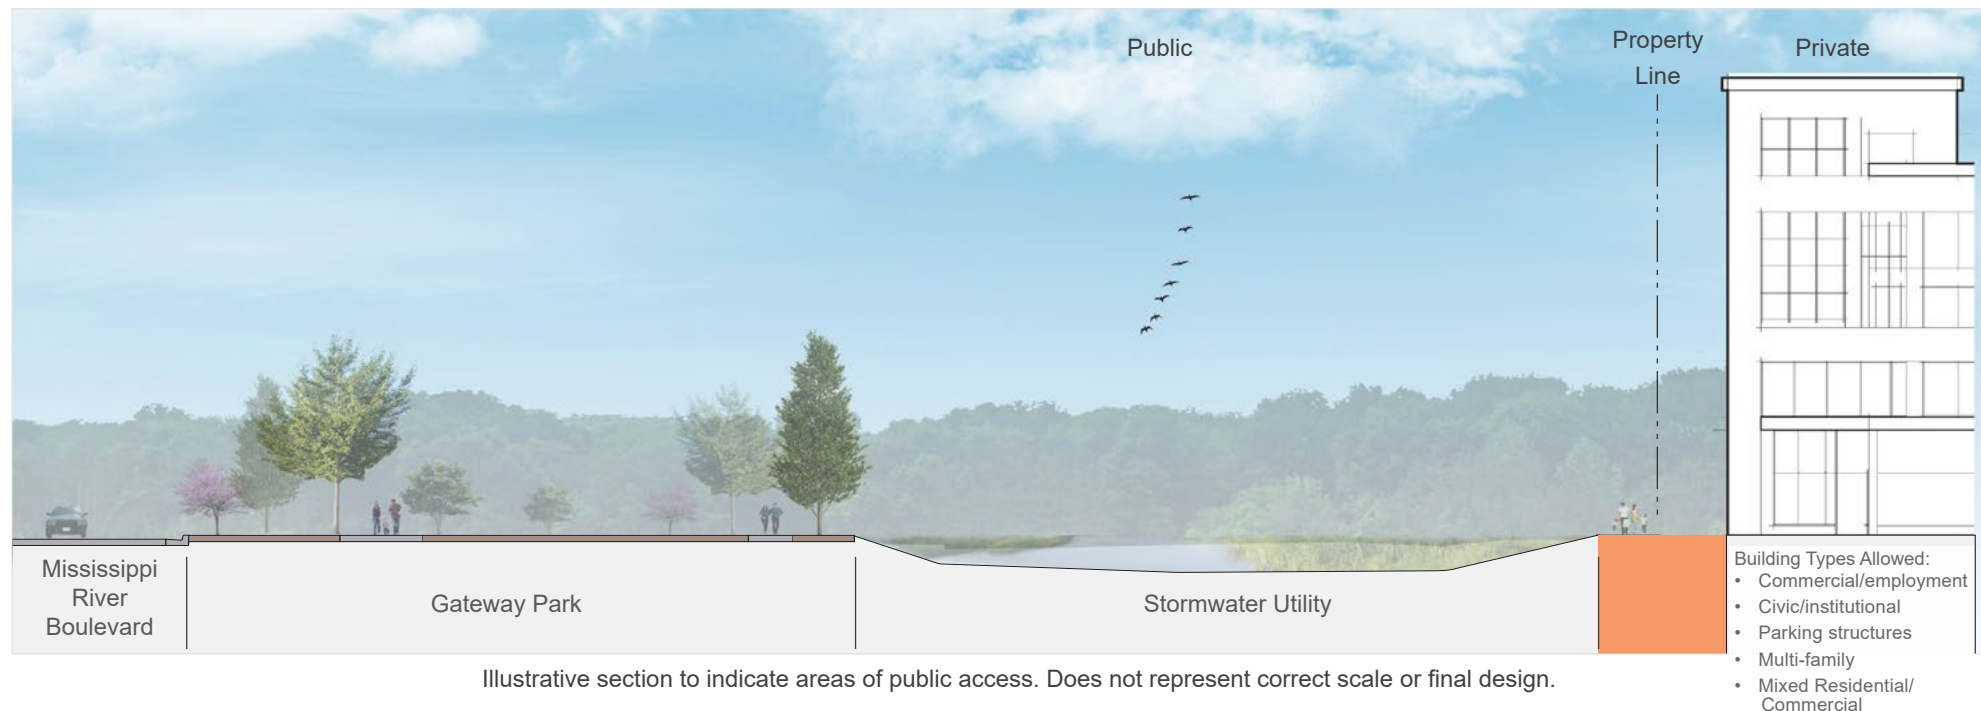 Public
Property
Line
Private
Mississippi
River
Boulevard
Gateway Park
Stormwater Utility
Building Types Allowed:
• Commercial/employment
• Civic/institutional
• Parking structures
• Multi-family
• Mixed Residential/
Commercial
Illustrative section to indicate areas of public access. Does not represent correct scale or final design.